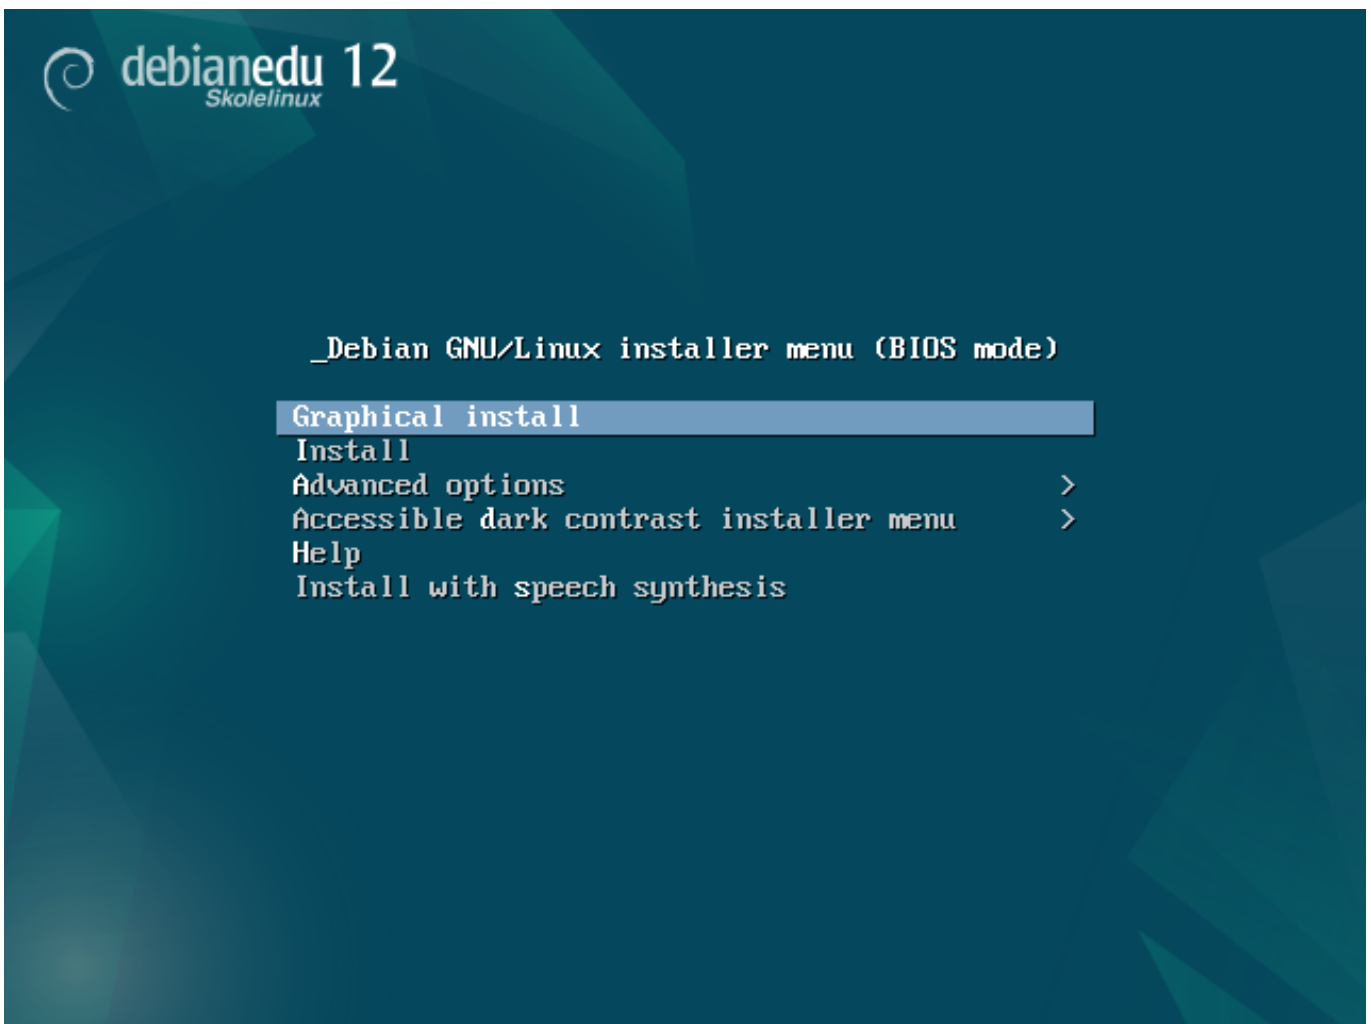 debianedu 12
Skolelinux
_Debian GNU/Linux installer menu (BIOS mode)
Graphical install
Install
Advanced options >
Accessible dark contrast installer menu >
Help
Install with speech synthesis